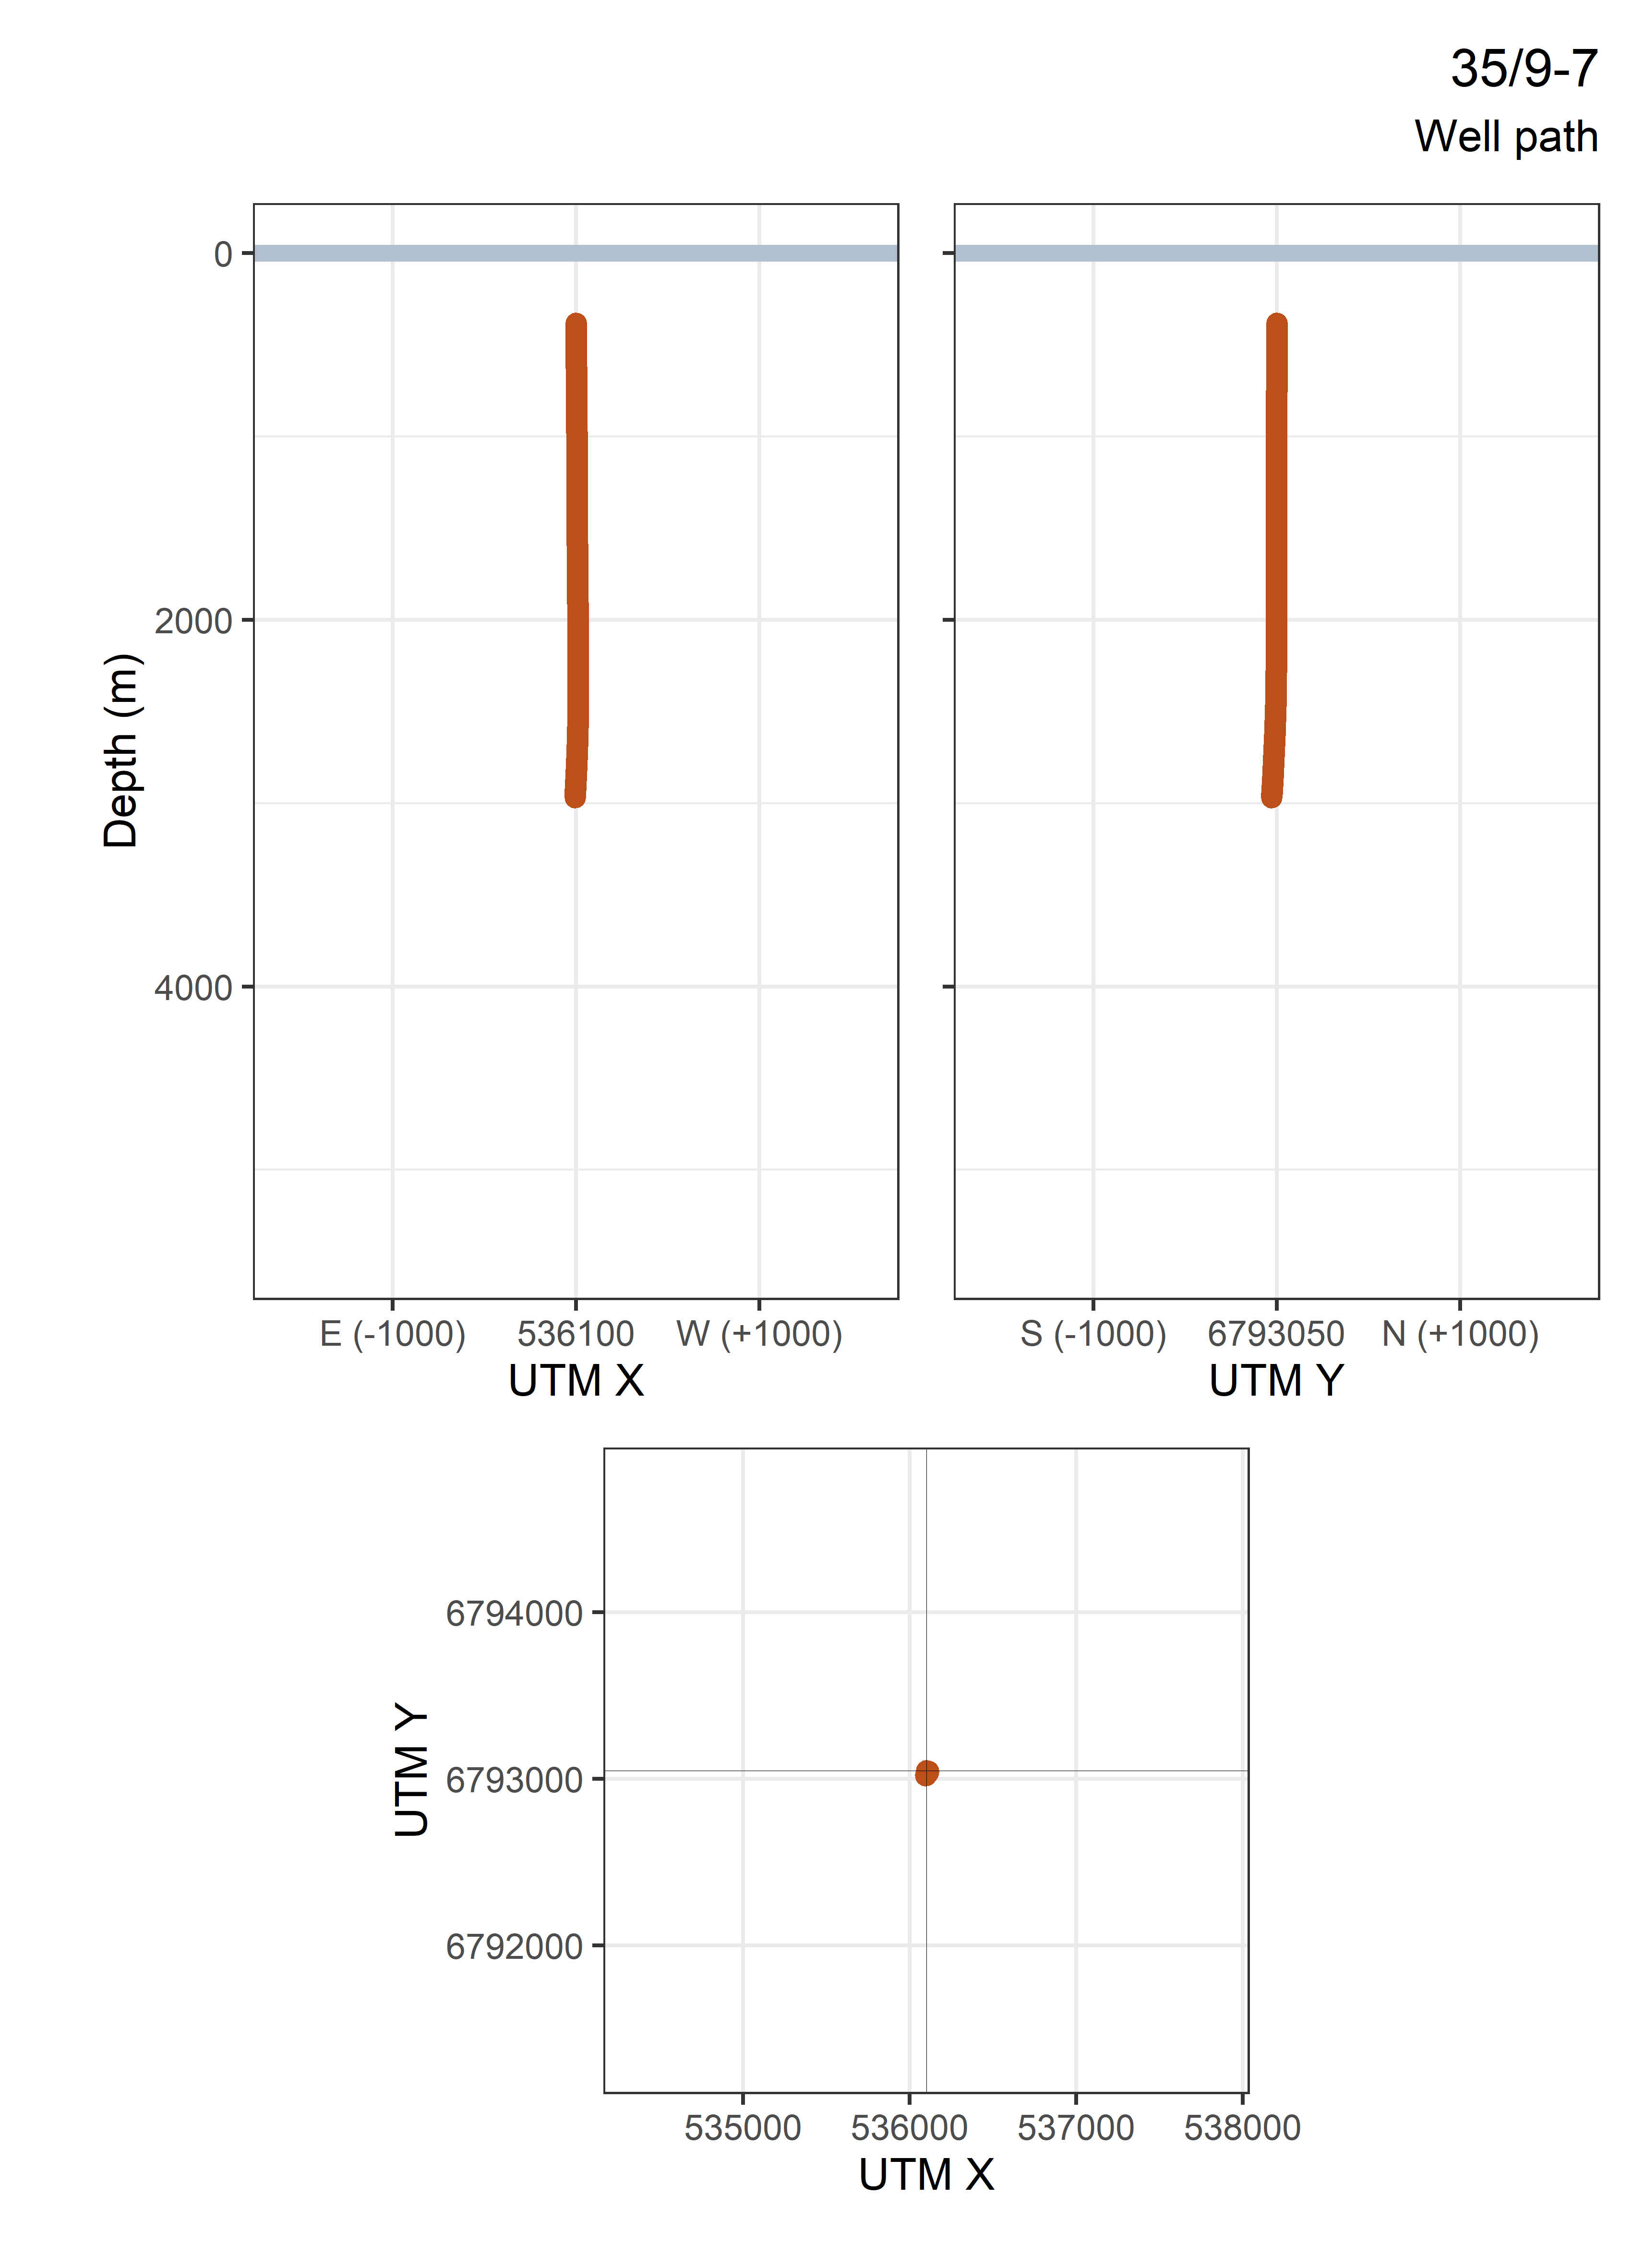 35/9-7
Well path
0
2000
4000
Depth (m)
E (-1000) 536100 W (+1000)
UTM X
S (-1000) 6793050 N (+1000)
UTM Y
6794000
6793000
6792000
UTM Y
535000 536000 537000 538000
UTM X